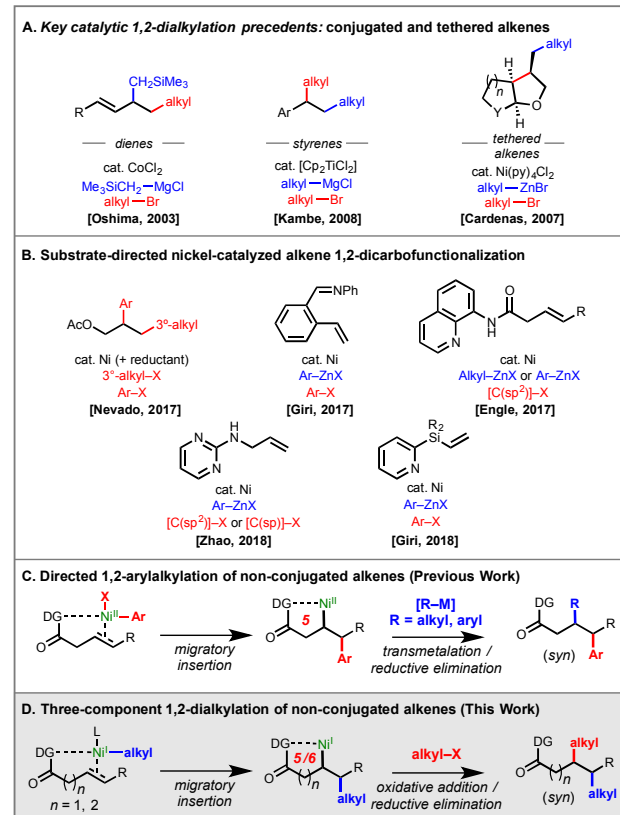 A. Key catalytic 1,2-dialkylation precedents: conjugated and tethered alkenes
CH2SiMe3
alkyl
R
dienes
cat. CoCl2
Me3SiCH2–MgCl
alkyl–Br
[Oshima, 2003]
alkyl
Ar
alkyl
styrenes
cat. [Cp2TiCl2]
alkyl–MgCl
alkyl–Br
[Kambe, 2008]
alkyl
H
n
Y
O
H
tethered
alkenes
cat. Ni(py)4Cl2
alkyl–ZnBr
alkyl–Br
[Cardenas, 2007]
B. Substrate-directed nickel-catalyzed alkene 1,2-dicarbofunctionalization
Ar
AcO
3º-alkyl
cat. Ni (+ reductant)
3°-alkyl–X
Ar–X
[Nevado, 2017]
NPh
cat. Ni
Ar–ZnX
Ar–X
[Giri, 2017]
O
R
N
H
N
cat. Ni
Alkyl–ZnX or Ar–ZnX
[C(sp2)]–X
[Engle, 2017]
H
N
N
N
cat. Ni
Ar–ZnX
[C(sp2)]–X or [C(sp)]–X
[Zhao, 2018]
R2
Si
N
cat. Ni
Ar–ZnX
Ar–X
[Giri, 2018]
C. Directed 1,2-arylalkylation of non-conjugated alkenes (Previous Work)
X
DG
NiII
Ar
O
R
migratory
insertion
DG
NiII
5
O
R
Ar
[R–M]
R = alkyl, aryl
transmetalation /
reductive elimination
DG
R
O
R
(syn)
Ar
D. Three-component 1,2-dialkylation of non-conjugated alkenes (This Work)
L
DG
NiI
alkyl
O
R
( )n
n = 1, 2
migratory
insertion
DG
NiI
5/6
O
R
( )n
alkyl
alkyl–X
oxidative addition /
reductive elimination
DG
alkyl
O
R
( )n
(syn)
alkyl